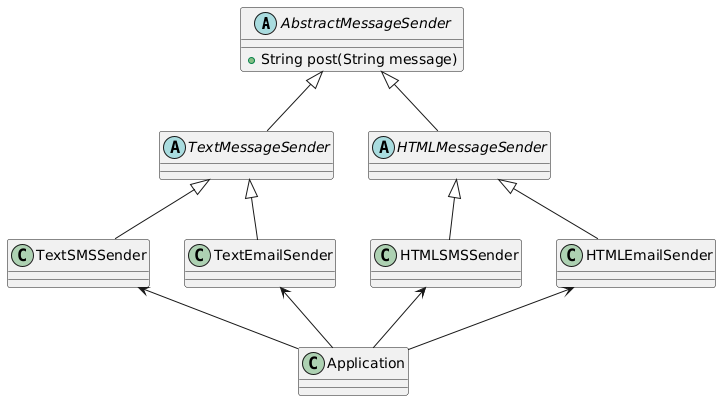 A AbstractMessageSender
String post(String message)
A TextMessageSender
A HTMLMessageSender
C TextSMSSender
C TextEmailSender
C HTMLSMSSender
C HTMLEmailSender
C Application